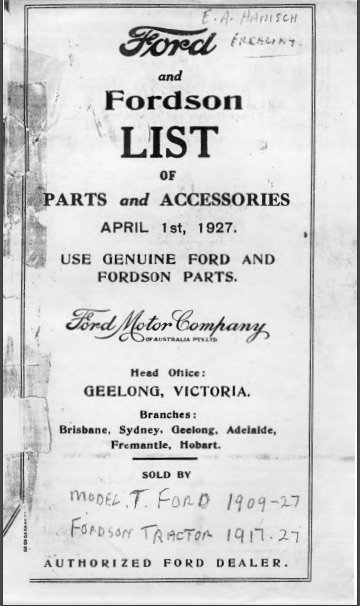 E. A. HANISCH
Ford
and
Fordson
LIST
OF
PARTS and ACCESSORIES
APRIL 1st, 1927.
USE GENUINE FORD AND
FORDSON PARTS.
Ford Motor Company
OF AUSTRALIA PTY. LTD.
Head Office:
GEELONG, VICTORIA.
Branches:
Brisbane, Sydney, Geelong, Adelaide,
Fremantle, Hobart.
SOLD BY
MODEL. T. FORD 1909-27
FORDSON TRACTOR 1917-27
AUTHORIZED FORD DEALER.